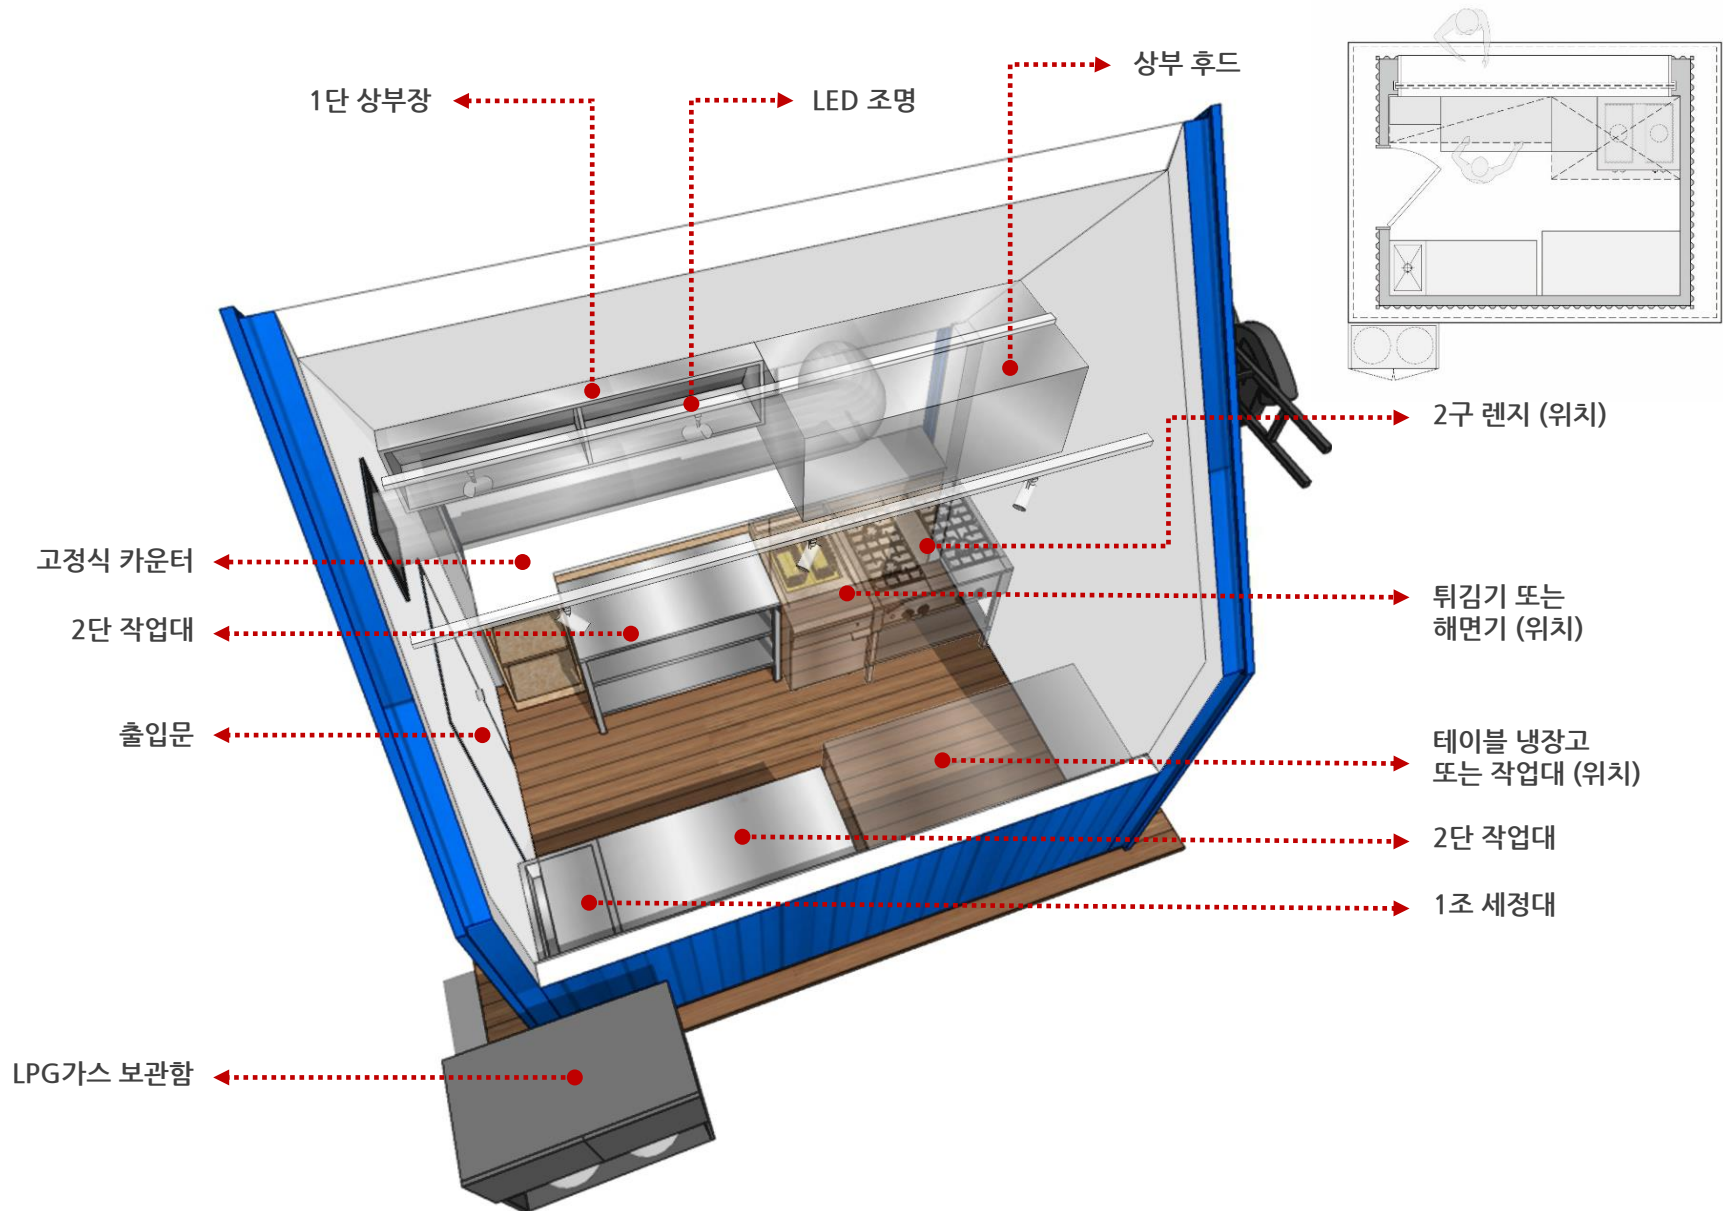 상부 후드
1단 상부장
LED 조명
2구 렌지 (위치)
고정식 카운터
튀김기 또는
해면기 (위치)
2단 작업대
출입문
테이블 냉장고
또는 작업대 (위치)
2단 작업대
1조 세정대
LPG가스 보관함